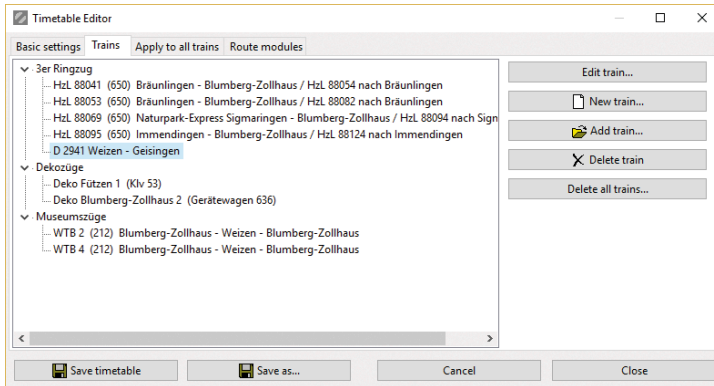 Timetable Editor
Basic settings Trains Apply to all trains Route modules
3er Ringzug
HzL 88041 (650) Bräunlingen - Blumberg-Zollhaus / HzL 88054 nach Bräunlingen
HzL 88053 (650) Bräunlingen - Blumberg-Zollhaus / HzL 88082 nach Bräunlingen
HzL 88069 (650) Naturpark-Express Sigmaringen - Blumberg-Zollhaus / HzL 88094 nach Sign
HzL 88095 (650) Immendingen - Blumberg-Zollhaus / HzL 88124 nach Immendingen
D 2941 Weizen - Geisingen
Dekozüge
Deko Fützen 1 (Klv 53)
Deko Blumberg-Zollhaus 2 (Gerätewagen 636)
Museumszüge
WTB 2 (212) Blumberg-Zollhaus - Weizen - Blumberg-Zollhaus
WTB 4 (212) Blumberg-Zollhaus - Weizen - Blumberg-Zollhaus
Edit train...
New train...
Add train...
Delete train
Delete all trains...
Save timetable Save as... Cancel Close